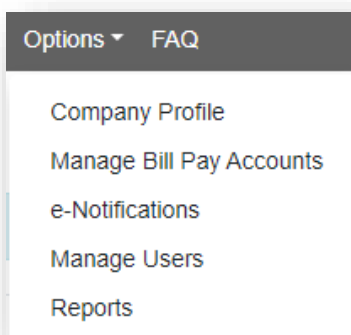 Options FAQ
Company Profile
Manage Bill Pay Accounts
e-Notifications
Manage Users
Reports